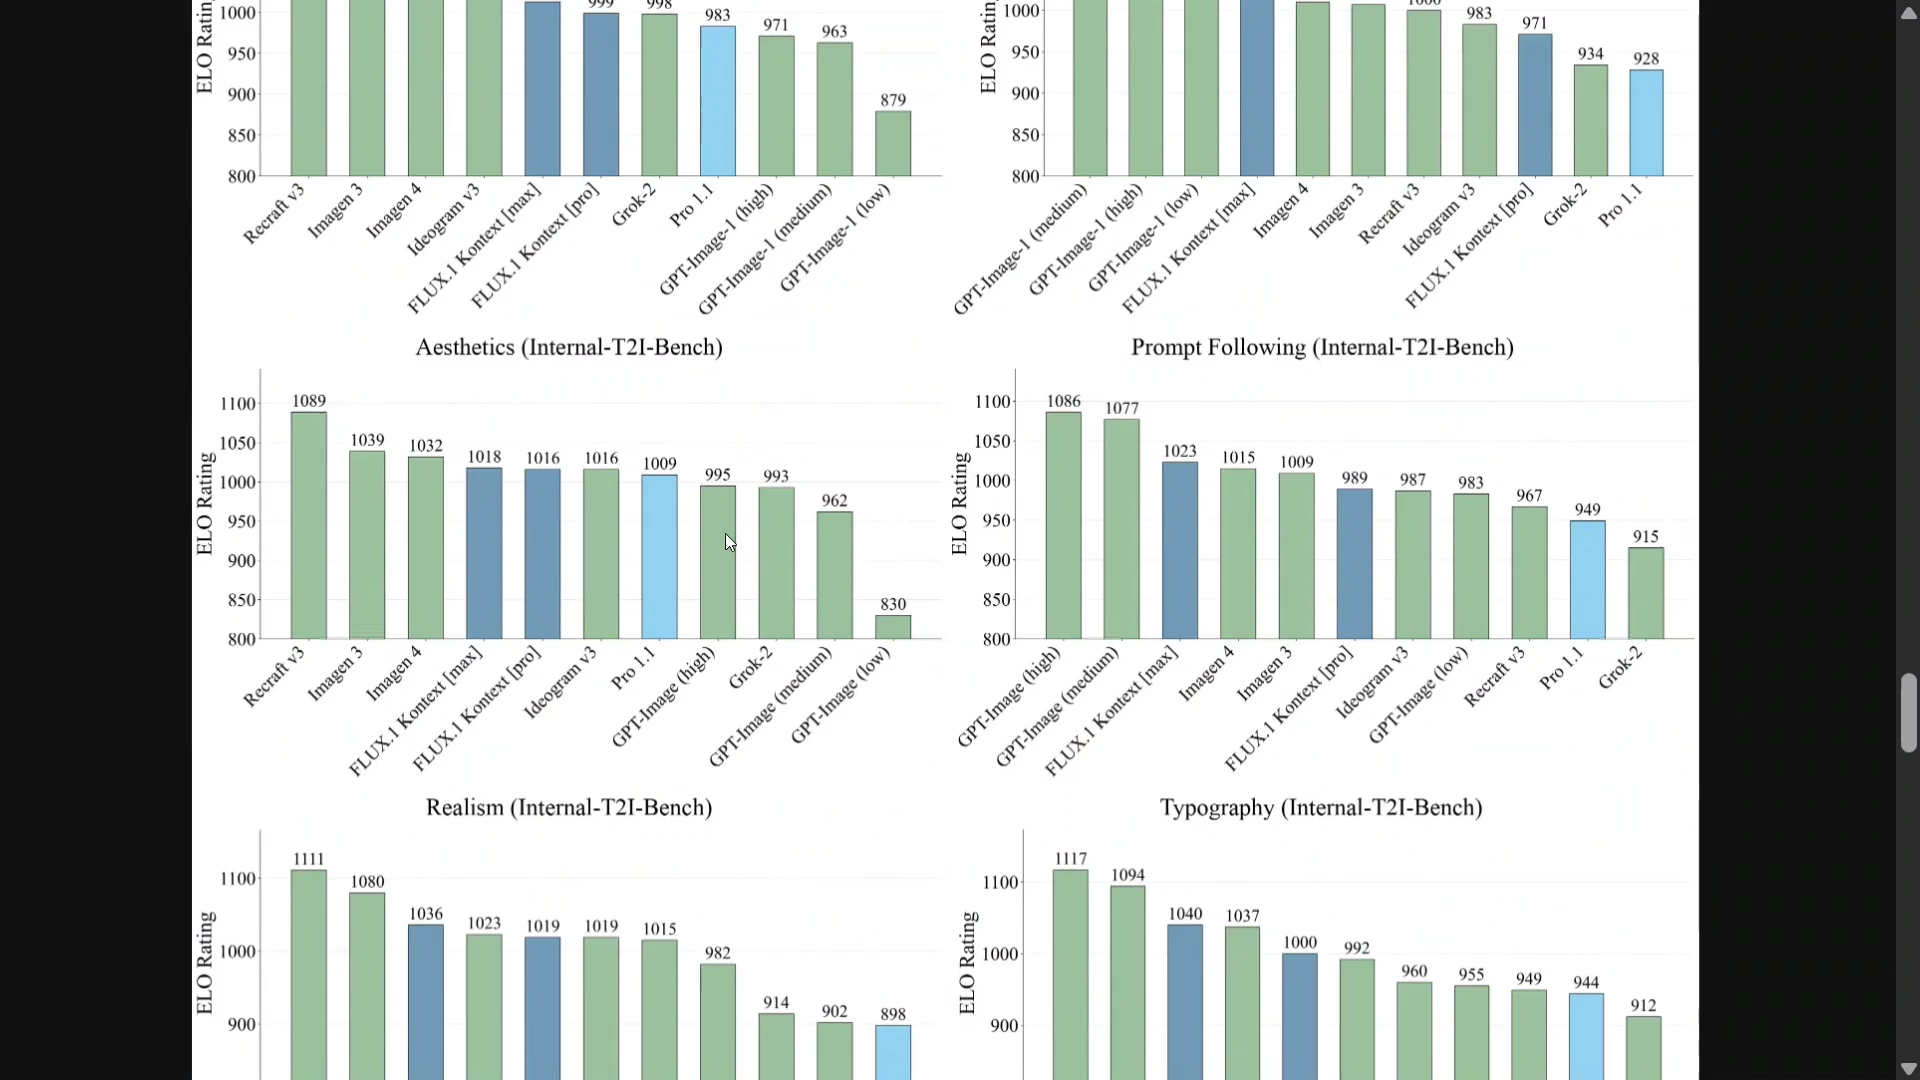 1000
999
998
983
971
963
950
900
879
850
800
ELO Rating
Recraft v3
Imagen 3
Imagen 4
Ideogram v3
FLUX.1 Kontext [max]
FLUX.1 Kontext [pro]
Grok-2
Pro 1.1
GPT-Image-1 (high)
GPT-Image-1 (medium)
GPT-Image-1 (low)
1000
1000
983
971
950
934
928
900
850
800
ELO Rating
GPT-Image-1 (medium)
GPT-Image-1 (high)
GPT-Image-1 (low)
FLUX.1 Kontext [max]
Imagen 4
Imagen 3
Recraft v3
Ideogram v3
FLUX.1 Kontext [pro]
Grok-2
Pro 1.1
Aesthetics (Internal-T2I-Bench)
1100
1050
1000
950
900
850
800
ELO Rating
1089
1039
1032
1018
1016
1016
1009
995
993
962
830
Recraft v3
Imagen 3
Imagen 4
FLUX.1 Kontext [max]
FLUX.1 Kontext [pro]
Ideogram v3
Pro 1.1
GPT-Image (high)
Grok-2
GPT-Image (medium)
GPT-Image (low)
Prompt Following (Internal-T2I-Bench)
1100
1050
1000
950
900
850
800
ELO Rating
1086
1077
1023
1015
1009
989
987
983
967
949
915
GPT-Image (high)
GPT-Image (medium)
FLUX.1 Kontext [max]
Imagen 4
Imagen 3
FLUX.1 Kontext [pro]
Ideogram v3
GPT-Image (low)
Recraft v3
Pro 1.1
Grok-2
Realism (Internal-T2I-Bench)
1100
1000
900
ELO Rating
1111
1080
1036
1023
1019
1019
1015
982
914
902
898
Typography (Internal-T2I-Bench)
1100
1000
900
ELO Rating
1117
1094
1040
1037
1000
992
960
955
949
944
912